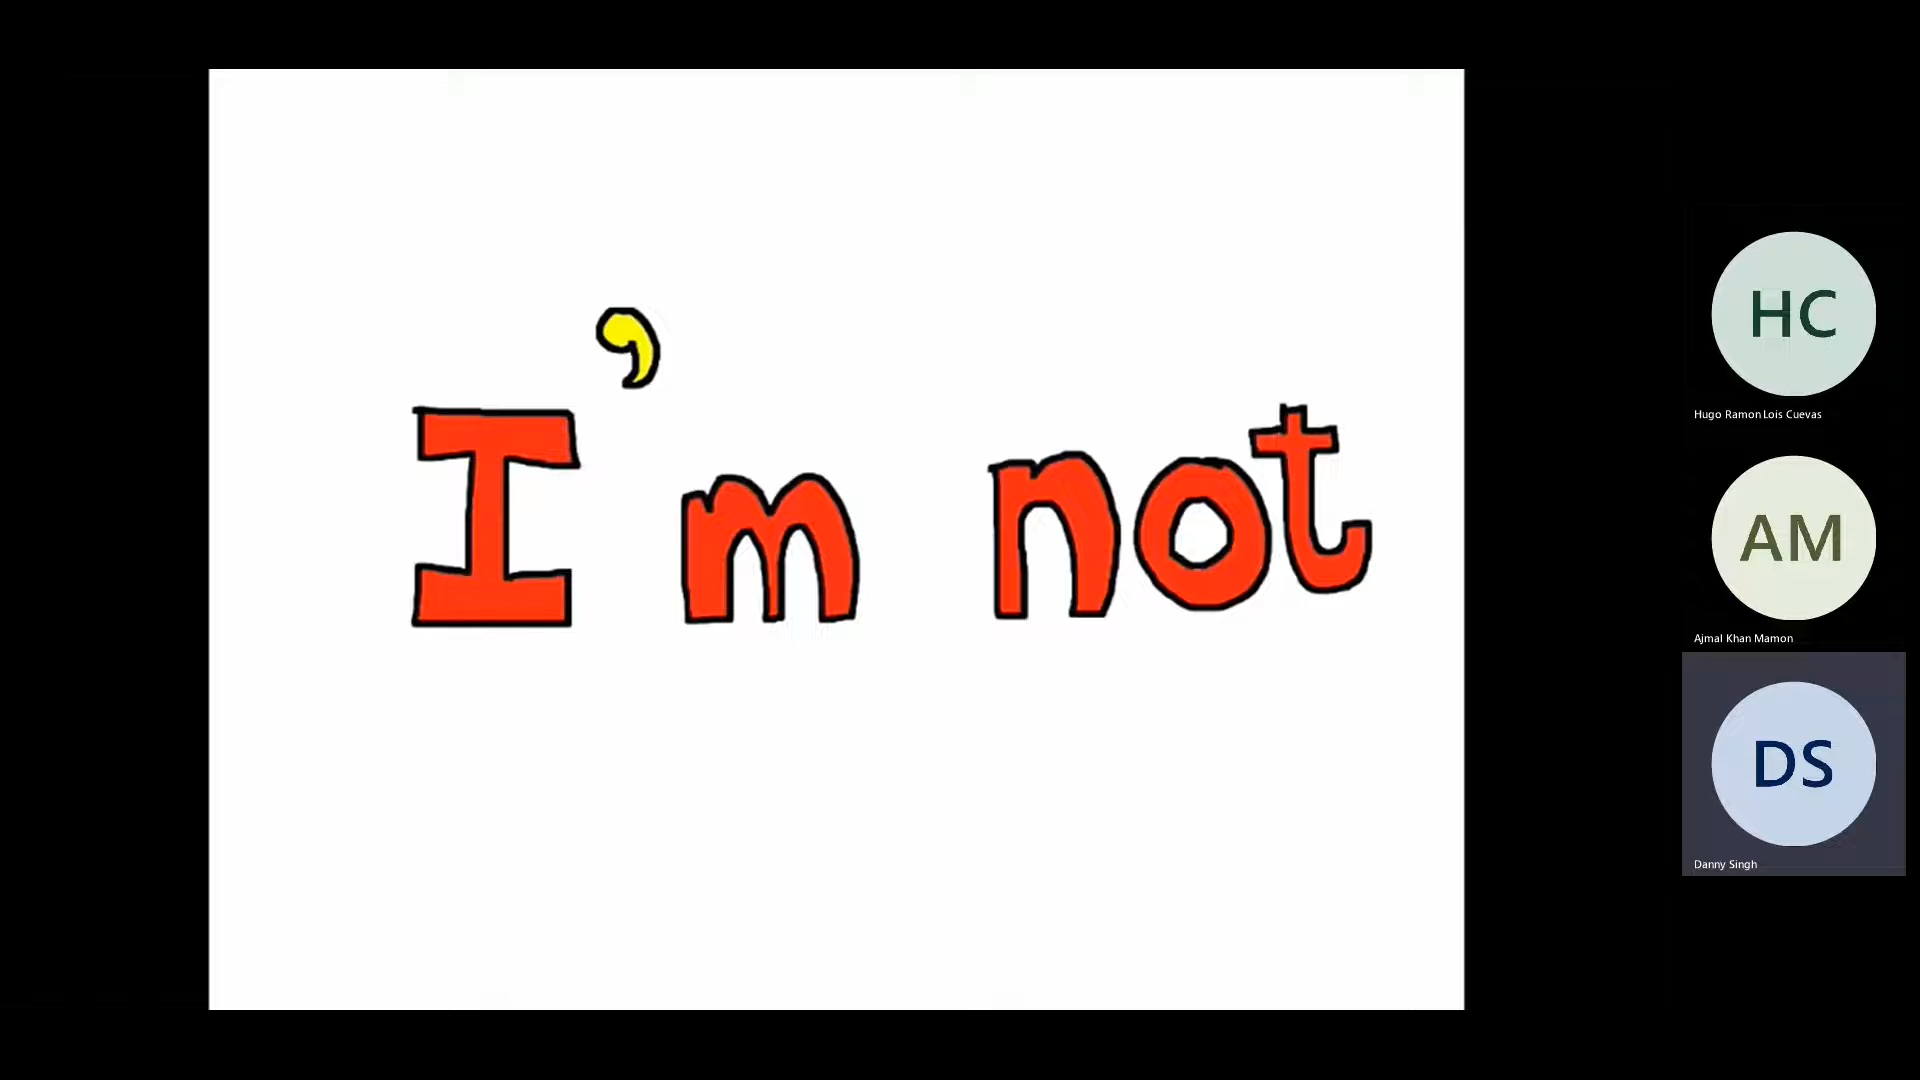 I'm not
HC
Hugo Ramon Lois Cuevas
AM
Ajmal Khan Mamon
DS
Danny Singh